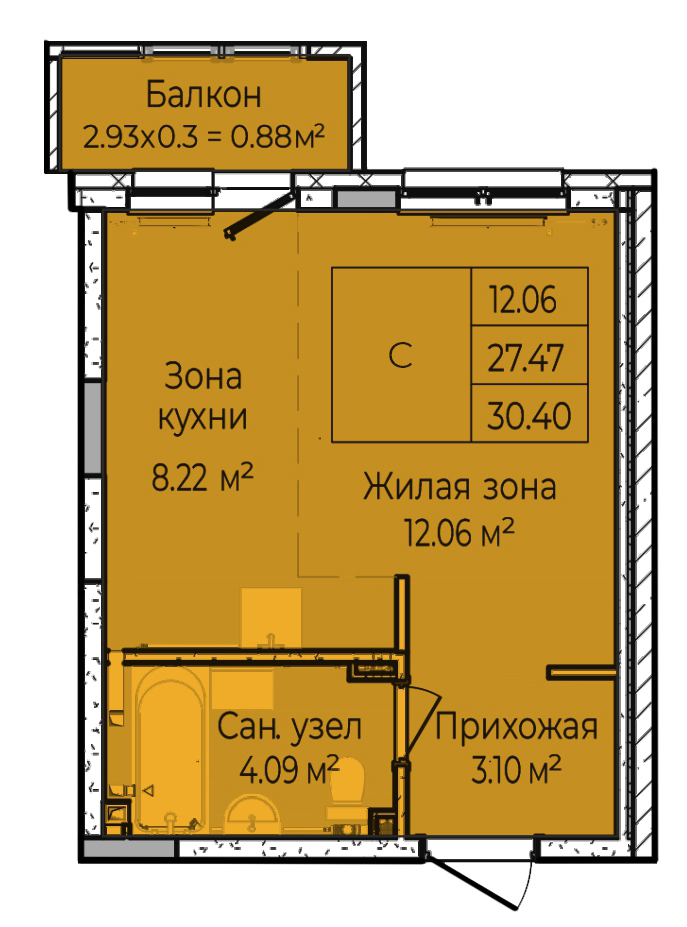 Балкон
2.93х0.3 = 0.88м²
12.06
С
27.47
30.40
Зона
кухни
8.22 м²
Жилая зона
12.06 м²
Сан. узел
4.09 м²
Прихожая
3.10 м²